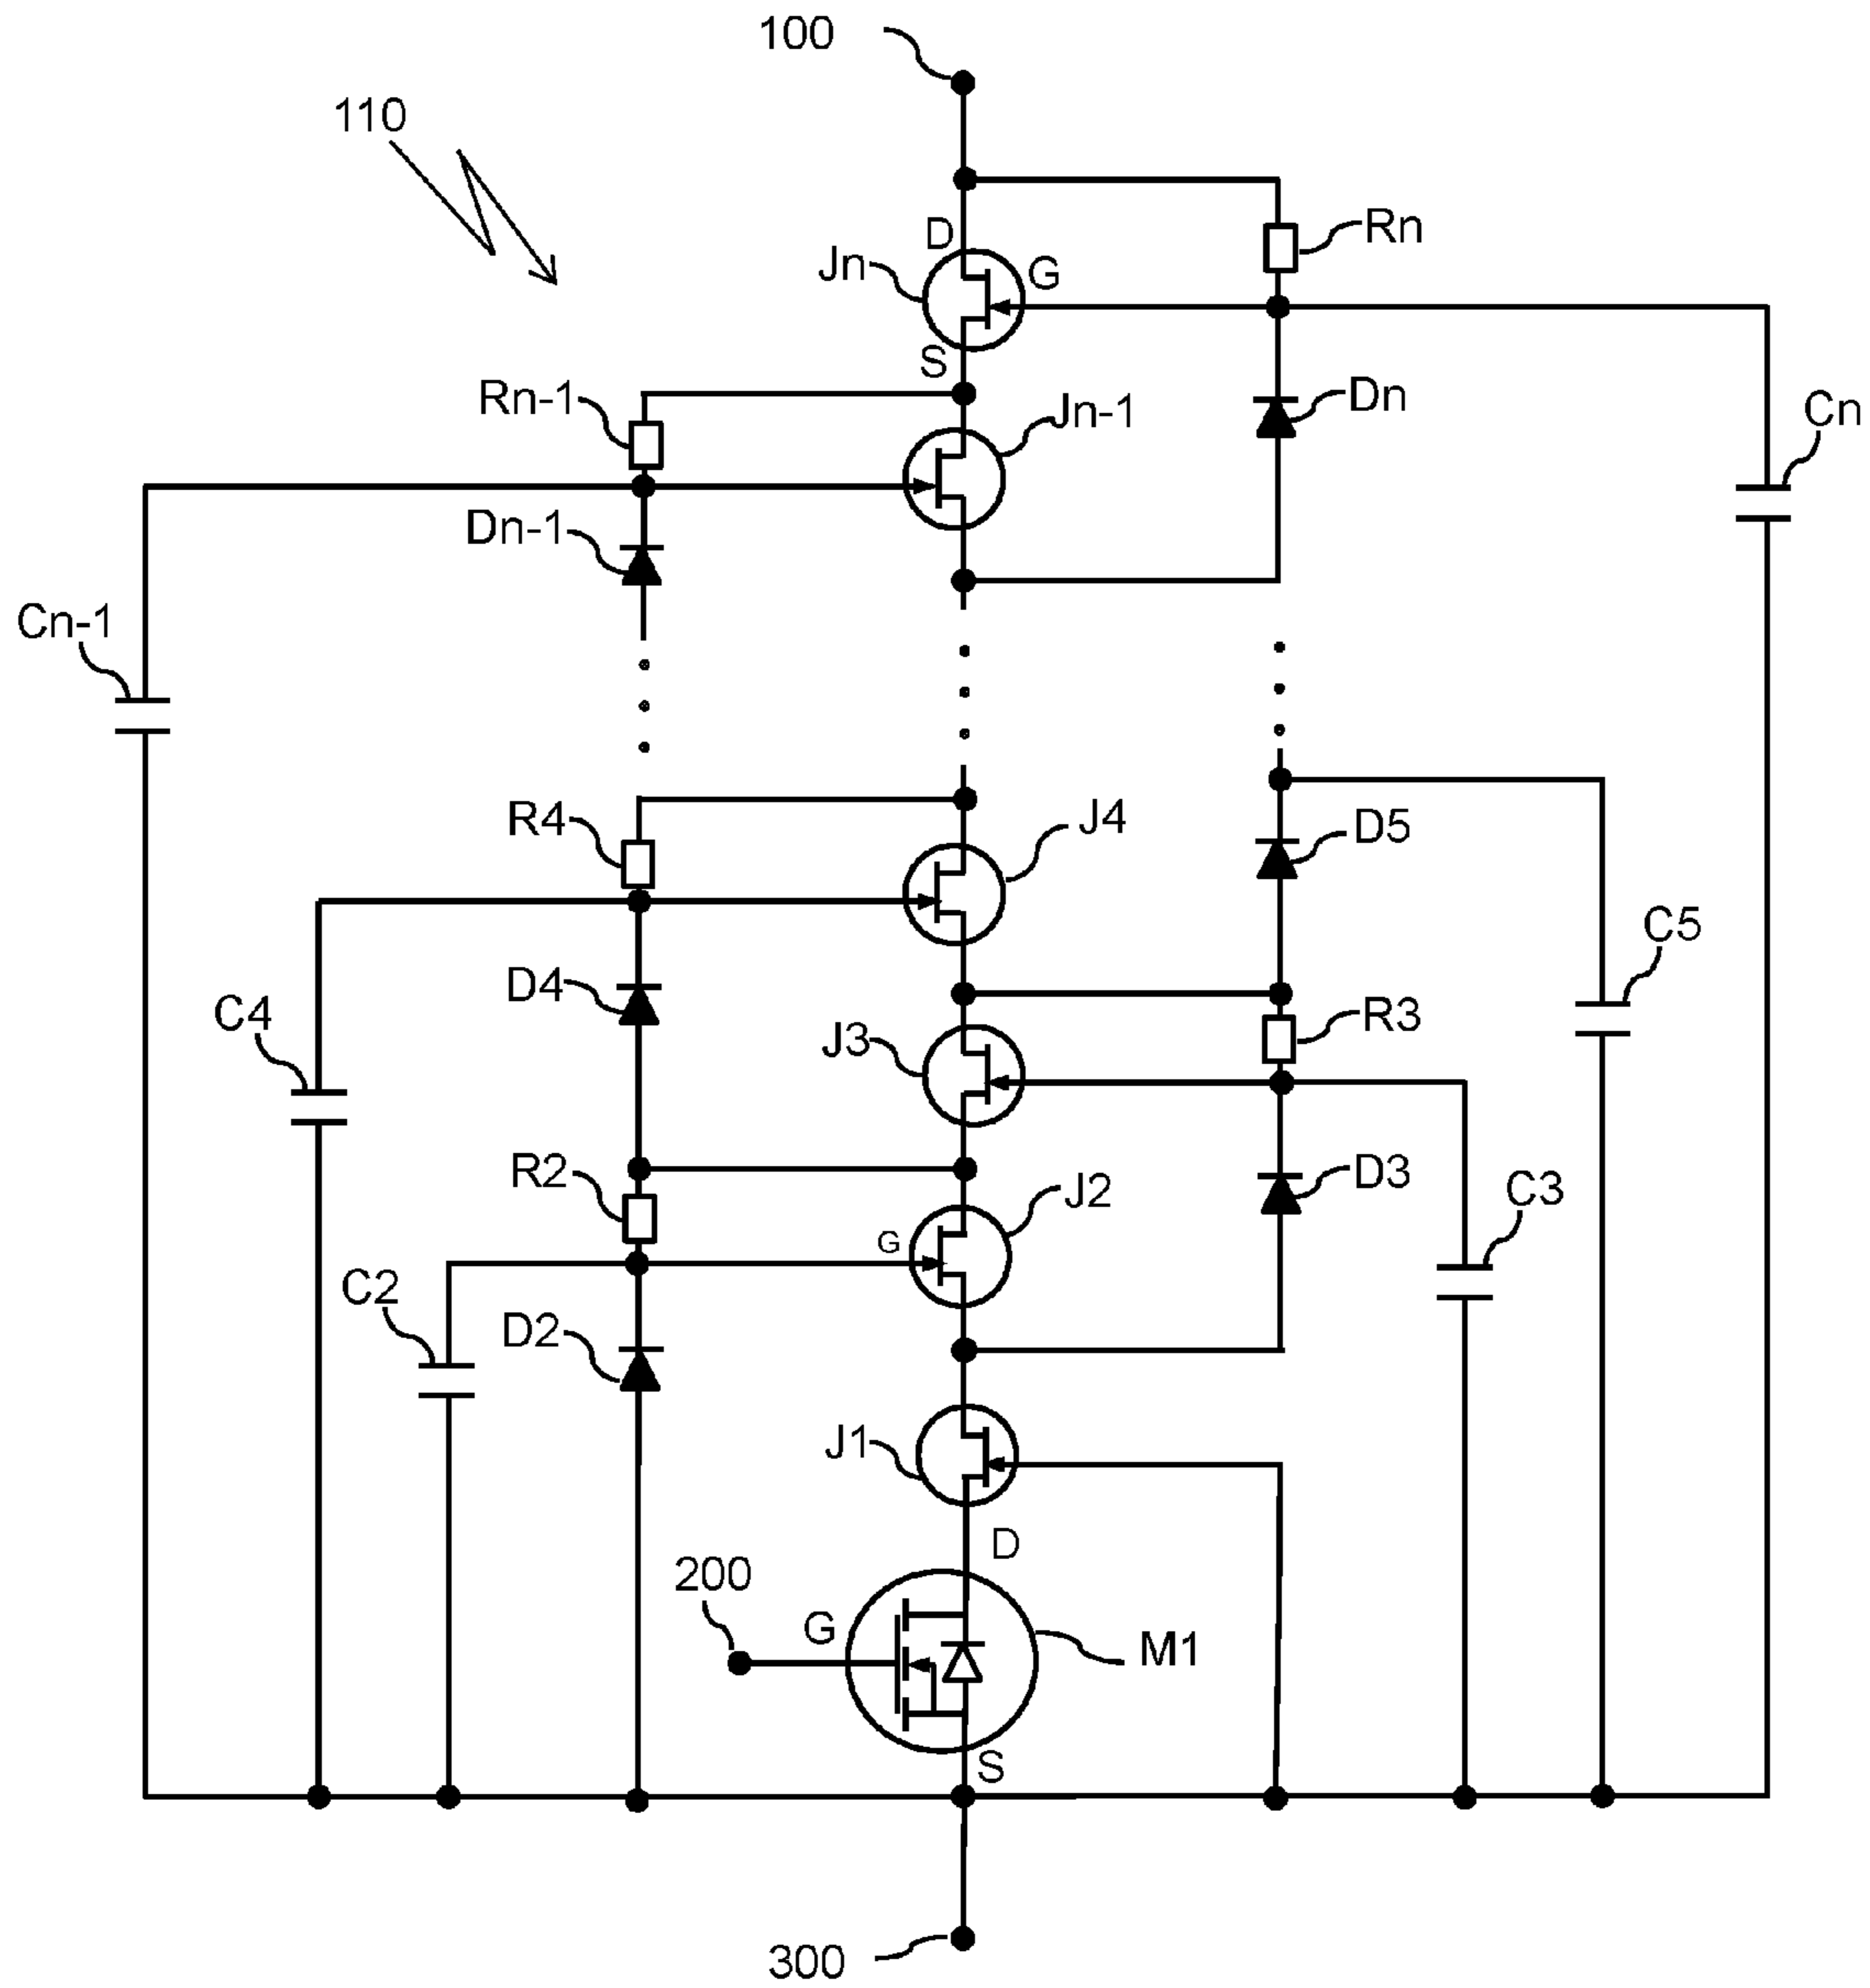 100
110
D
Rn
Jn
G
S
Rn-1
Jn-1
Dn
Cn
Dn-1
Cn-1
R4
J4
D5
C5
D4
C4
J3
R3
R2
J2
D3
C3
G
C2
D2
J1
D
200
G
M1
S
300